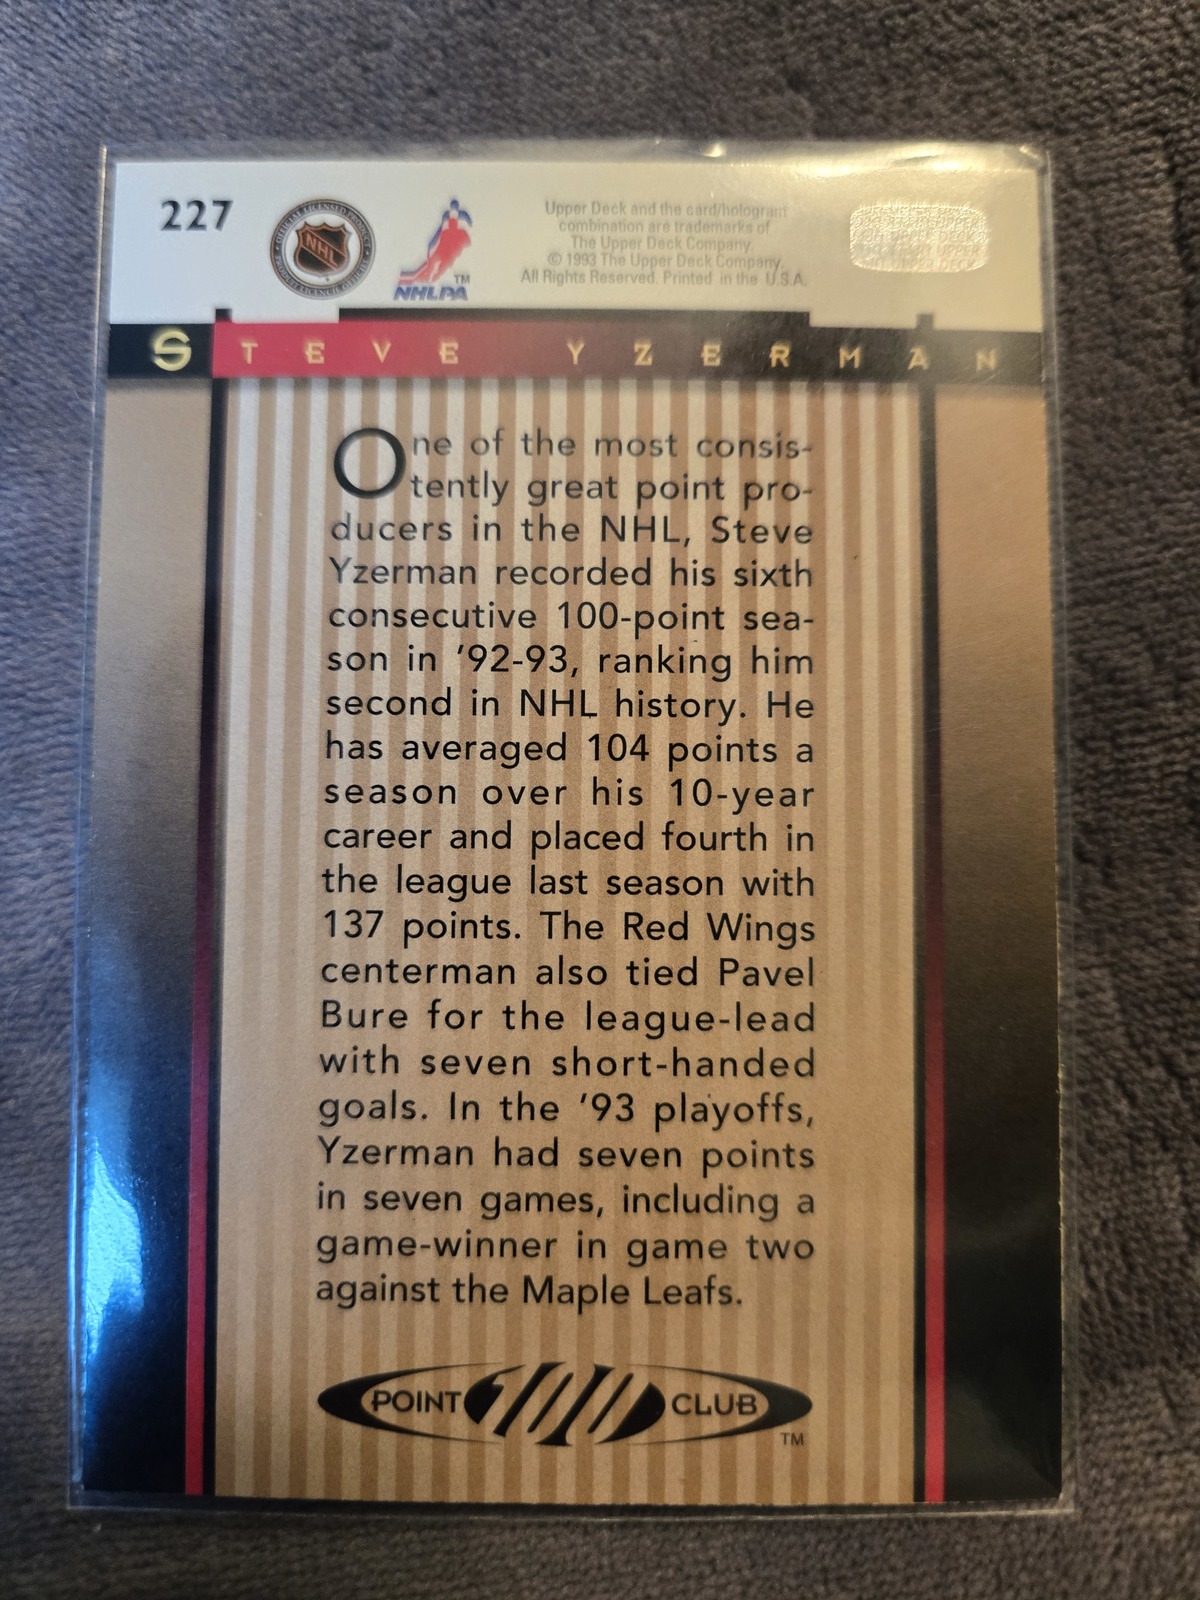 227
NHL
NHLPA
TM
Upper Deck and the card/hologram
combination are trademarks of
The Upper Deck Company.
© 1993 The Upper Deck Company.
All Rights Reserved. Printed in the U.S.A.
STEVE YZERMAN
One of the most consis-
tently great point pro-
ducers in the NHL, Steve
Yzerman recorded his sixth
consecutive 100-point sea-
son in '92-93, ranking him
second in NHL history. He
has averaged 104 points a
season over his 10-year
career and placed fourth in
the league last season with
137 points. The Red Wings
centerman also tied Pavel
Bure for the league-lead
with seven short-handed
goals. In the '93 playoffs,
Yzerman had seven points
in seven games, including a
game-winner in game two
against the Maple Leafs.
POINT 100 CLUB
TM